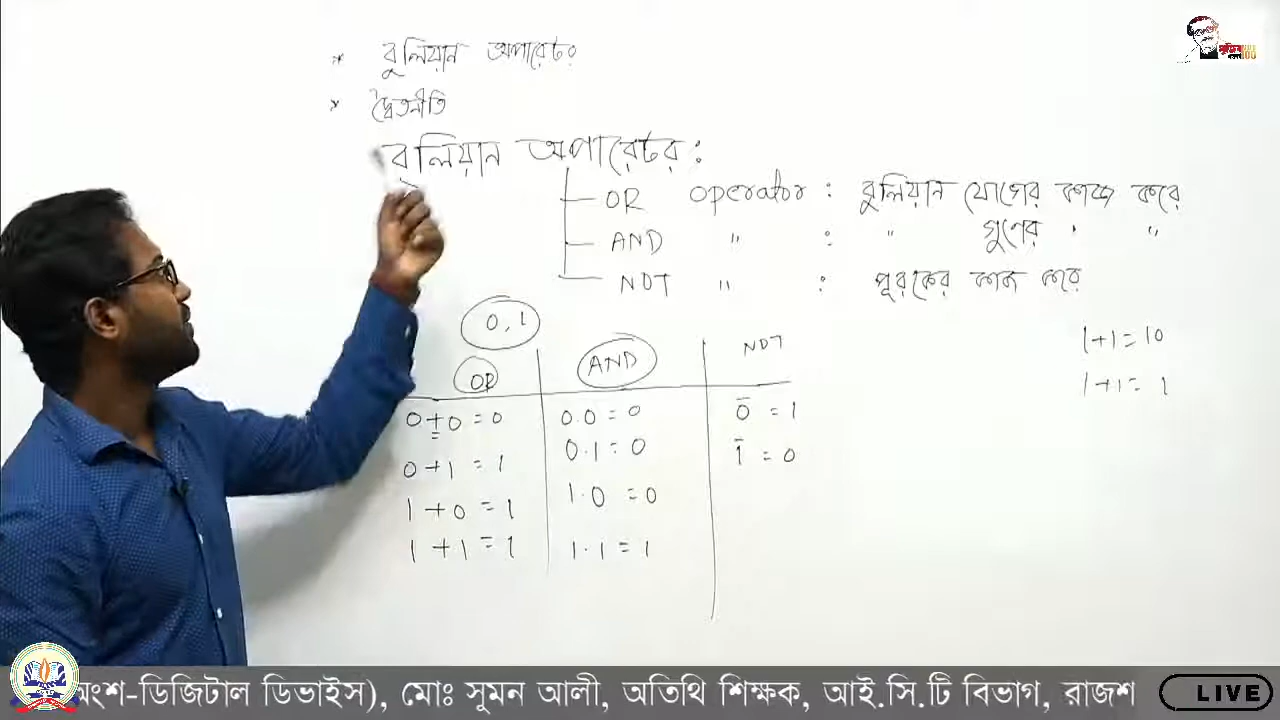 * বুলিয়ান অপারেটর
* দ্বৈতনীতি
বুলিয়ান অপারেটর :
OR operator : বুলিয়ান যোগের কাজ করে
AND " : " গুণের " "
NOT " : পূরকের কাজ করে
0, 1
1+1=10
1+1= 1
OR AND NOT
0+0=0 0.0=0 0̅ =1
0+1=1 0.1=0 1̅ =0
1+0=1 1.0=0
1+1=1 1.1=1
অংশ-ডিজিটাল ডিভাইস), মোঃ সুমন আলী, অতিথি শিক্ষক, আই.সি.টি বিভাগ, রাজশ
LIVE